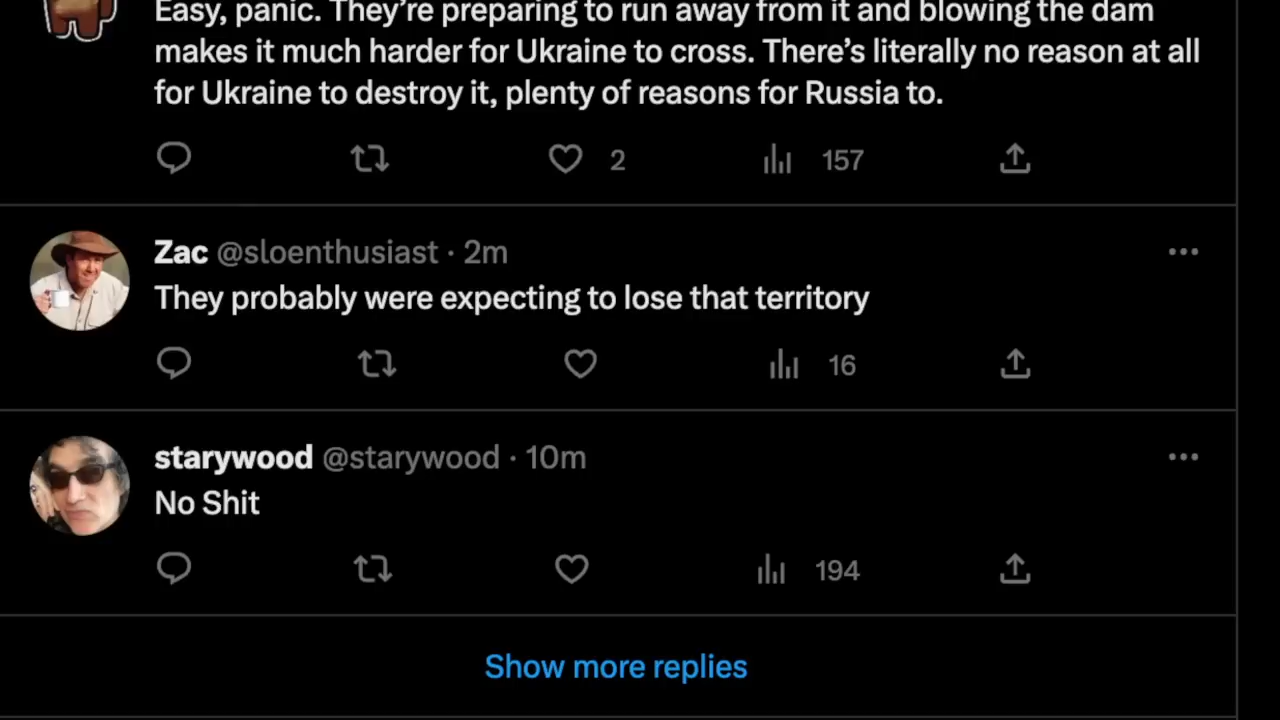 Easy, panic. They’re preparing to run away from it and blowing the dam
makes it much harder for Ukraine to cross. There’s literally no reason at all
for Ukraine to destroy it, plenty of reasons for Russia to.
2 157
Zac @sloenthusiast · 2m
They probably were expecting to lose that territory
16
starywood @starywood · 10m
No Shit
194
Show more replies